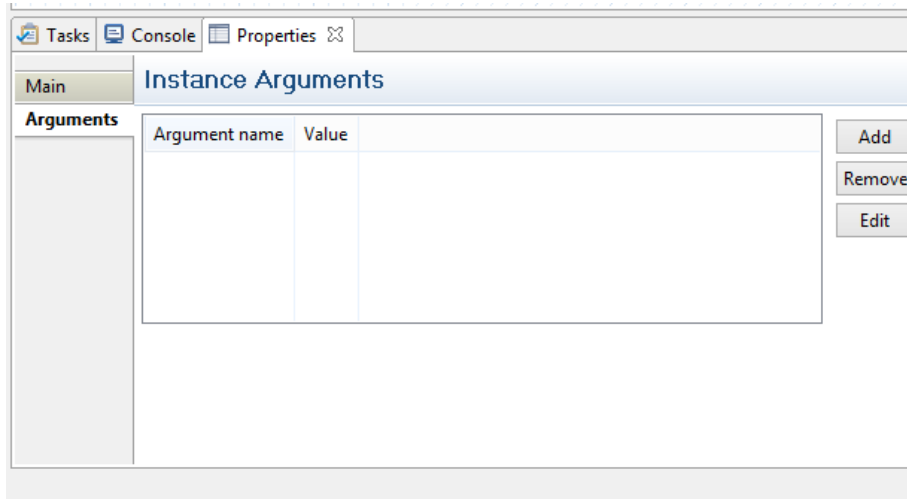 Tasks Console Properties
Main
Arguments
Instance Arguments
Argument name Value
Add
Remove
Edit